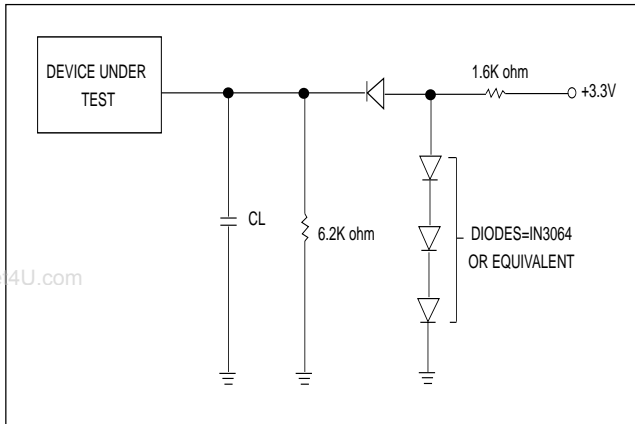 DEVICE UNDER
TEST
1.6K ohm
+3.3V
CL
6.2K ohm
DIODES=IN3064
OR EQUIVALENT
4U.com